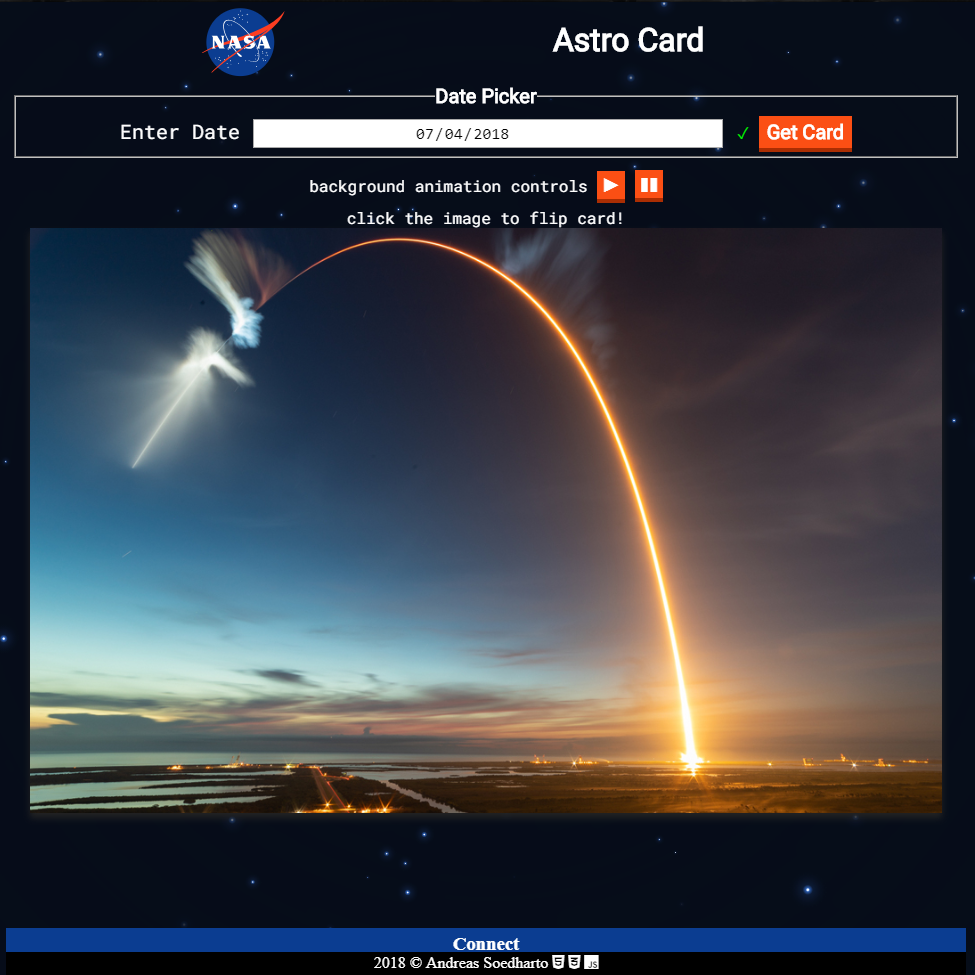 NASA
Astro Card
Date Picker
Enter Date 07/04/2018 ✓ Get Card
background animation controls
click the image to flip card!
Connect
2018 © Andreas Soedharto
JS